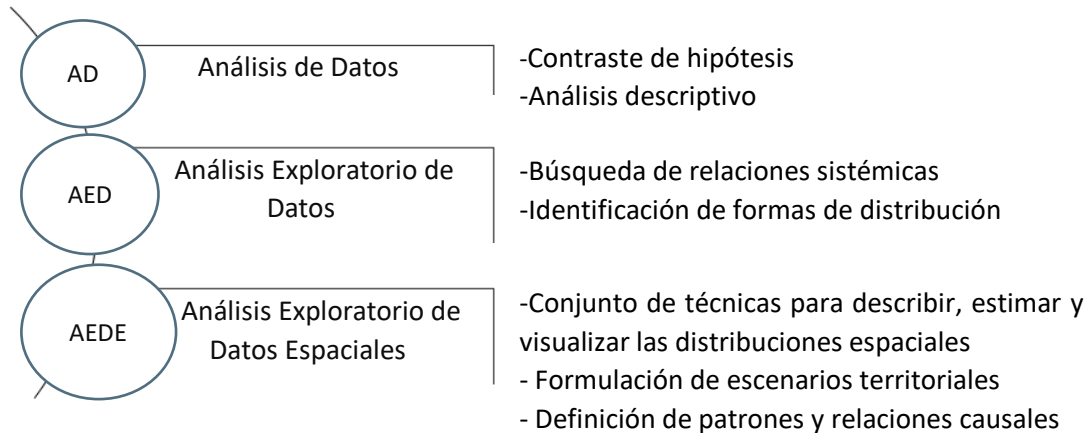 AD
Análisis de Datos
-Contraste de hipótesis
-Análisis descriptivo
AED
Análisis Exploratorio de
Datos
-Búsqueda de relaciones sistémicas
-Identificación de formas de distribución
AEDE
Análisis Exploratorio de
Datos Espaciales
-Conjunto de técnicas para describir, estimar y
visualizar las distribuciones espaciales
- Formulación de escenarios territoriales
- Definición de patrones y relaciones causales